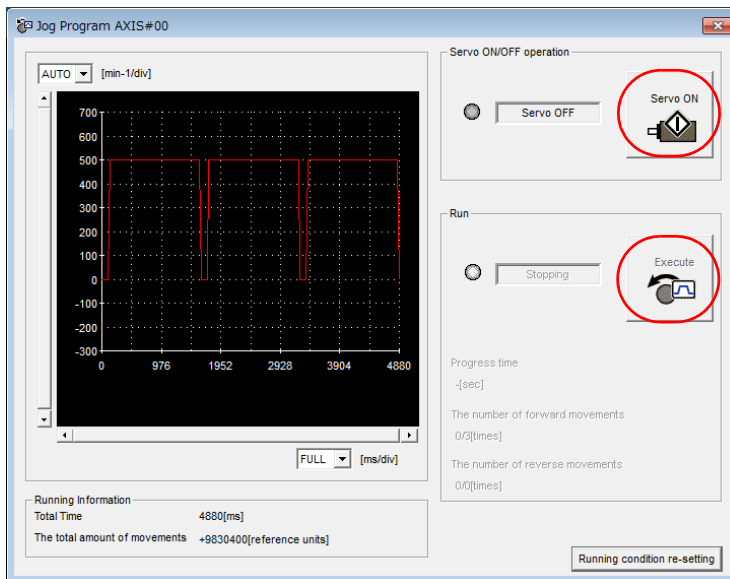 Jog Program AXIS#00
AUTO [min-1/div]
700
600
500
400
300
200
100
0
-100
-200
-300
0 976 1952 2928 3904 4880
FULL [ms/div]
Running Information
Total Time 4880[ms]
The total amount of movements +9830400[reference units]
Servo ON/OFF operation
Servo OFF
Servo ON
Run
Stopping
Execute
Progress time
-[sec]
The number of forward movements
0/3[times]
The number of reverse movements
0/0[times]
Running condition re-setting